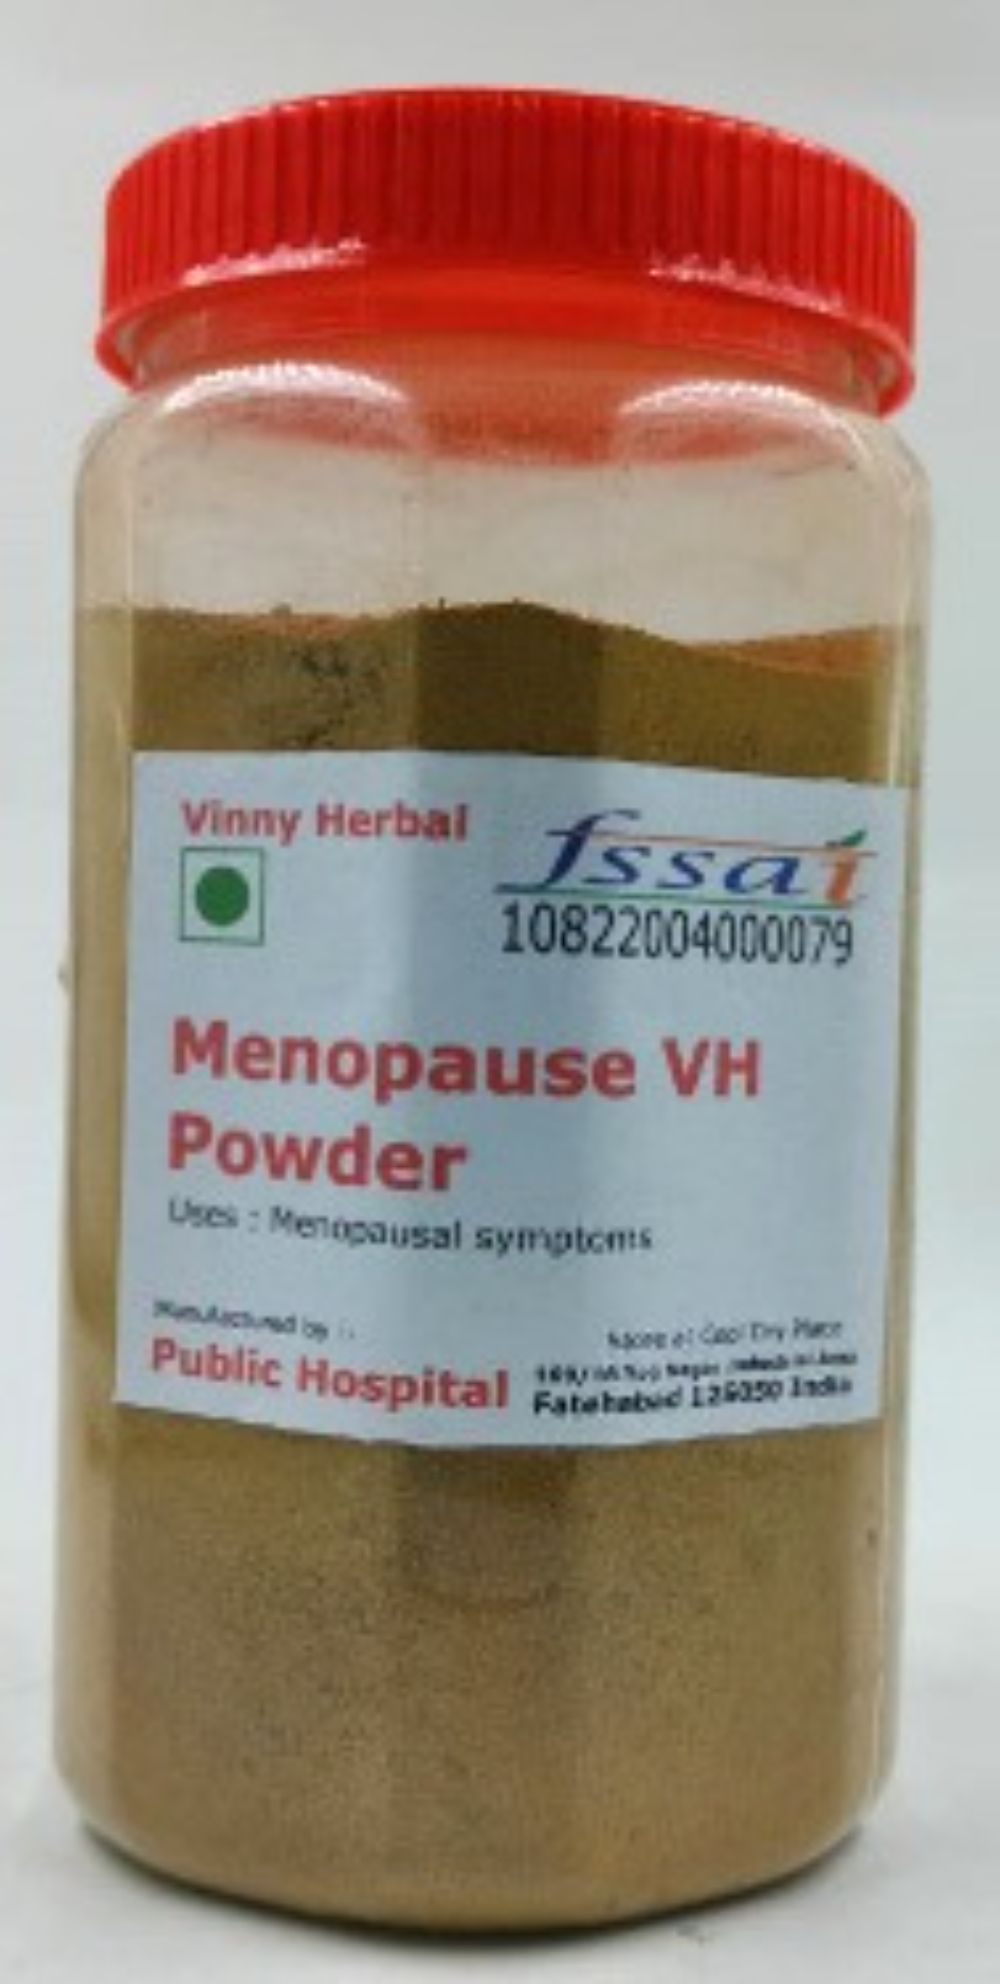 Vinny Herbal
fssai
10822004000079
Menopause VH
Powder
Uses : Menopausal symptoms
Manufactured by :
Public Hospital
Store at Cool Dry Place
Fatehabad 125050 India